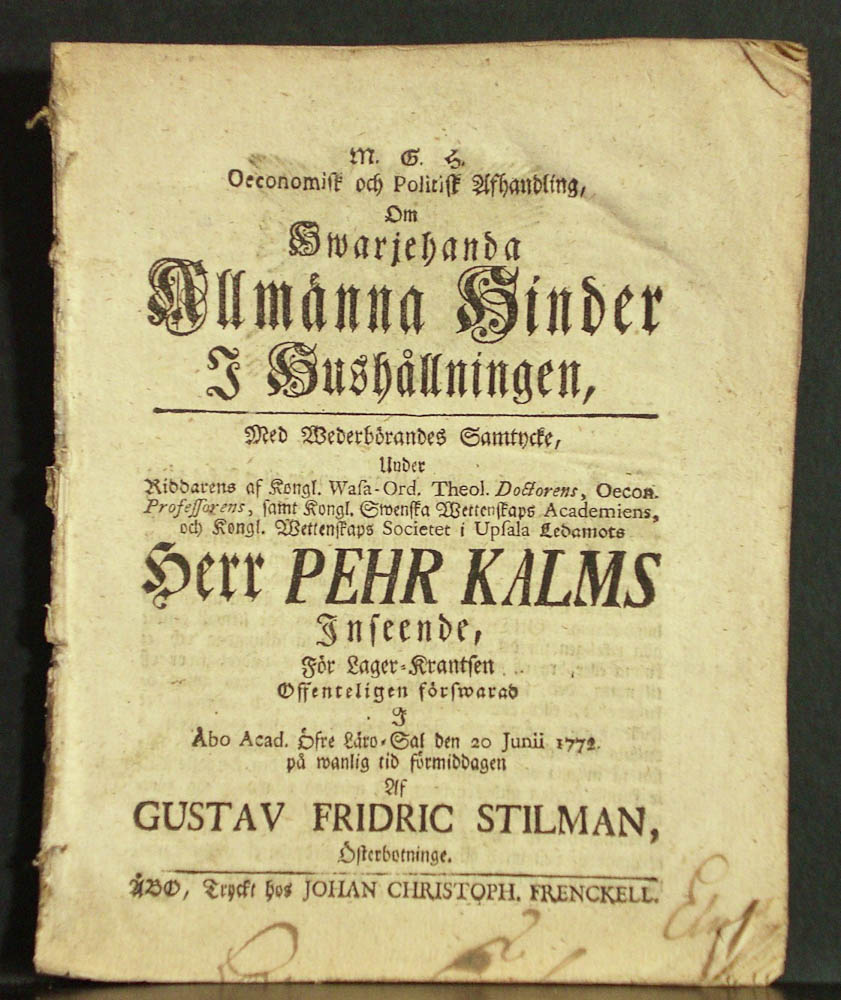 M. G. H.
Oeconomisk och Politisk Afhandling,
Om
Swarjehanda
Allmänna Hinder
I Hushållningen,
Med Wederbörandes Samtycke,
Under
Riddarens af Kongl. Wasa-Ord. Theol. Doctorens, Oecon.
Professorens, samt Kongl. Swenska Wettenskaps Academiens,
och Kongl. Wettenskaps Societet i Upsala Ledamots
Herr PEHR KALMS
Inseende,
För Lager-Krantsen
Offenteligen förswarad
I
Åbo Acad. Öfre Läro-Sal den 20 Junii 1772.
på wanlig tid förmiddagen
Af
GUSTAV FRIDRIC STILMAN,
Österbotninge.
ÅBO, Tryckt hos JOHAN CHRISTOPH. FRENCKELL.